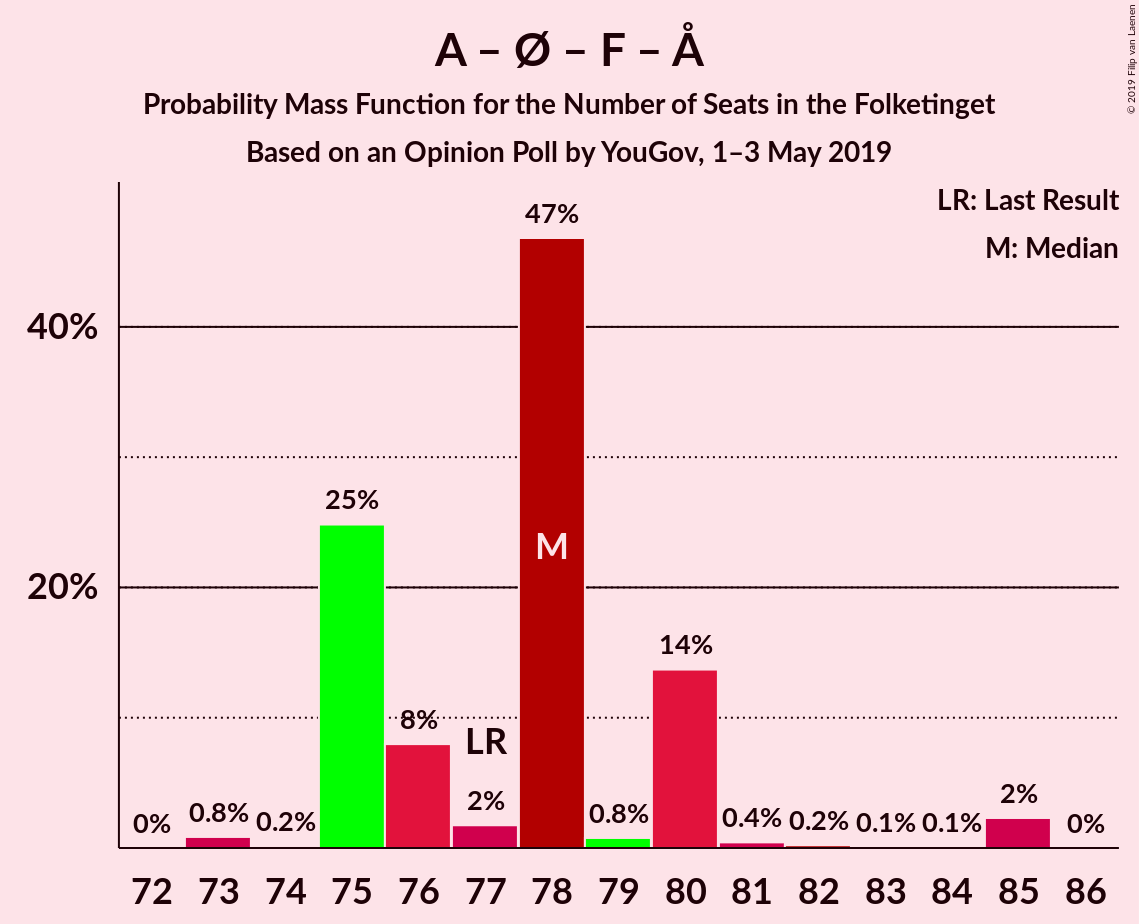 A – Ø – F – Å
Probability Mass Function for the Number of Seats in the Folketinget
Based on an Opinion Poll by YouGov, 1–3 May 2019
© 2019 Filip van Laenen
LR: Last Result
M: Median
40%
20%
0%
0.8%
0.2%
25%
8%
LR
2%
47%
M
0.8%
14%
0.4%
0.2%
0.1%
0.1%
2%
0%
72 73 74 75 76 77 78 79 80 81 82 83 84 85 86